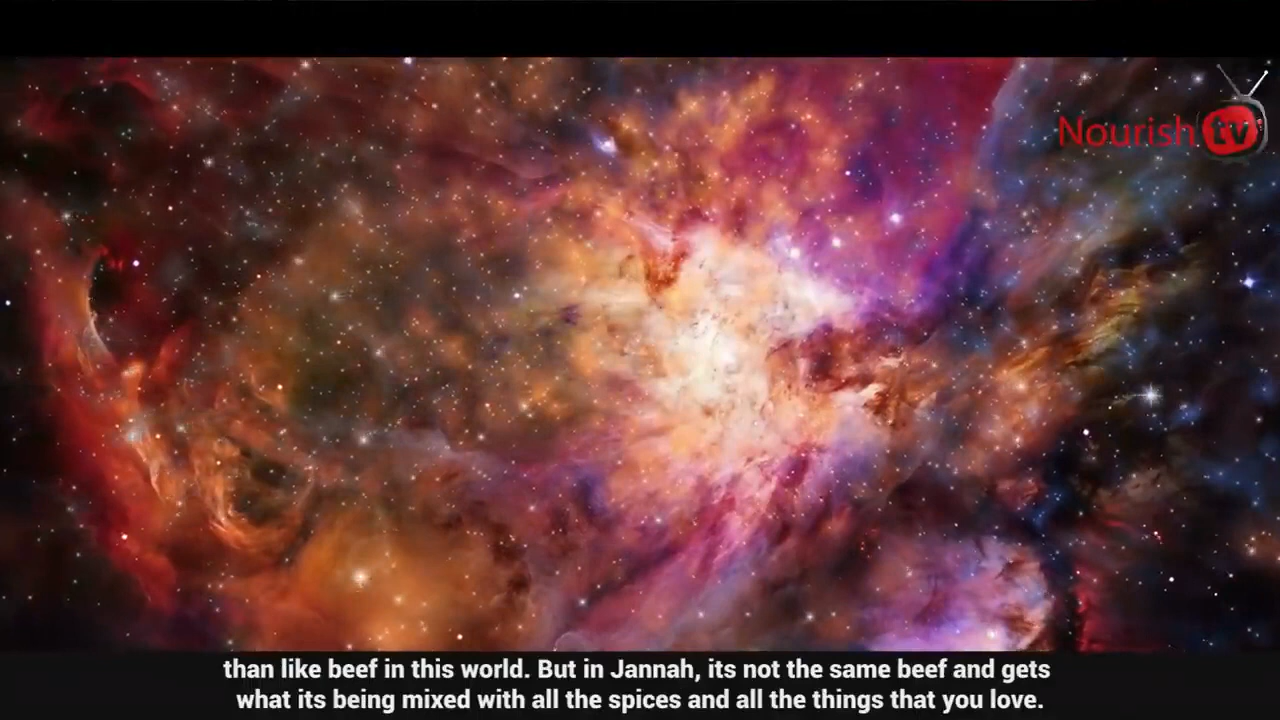 Nourish tv
than like beef in this world. But in Jannah, its not the same beef and gets
what its being mixed with all the spices and all the things that you love.